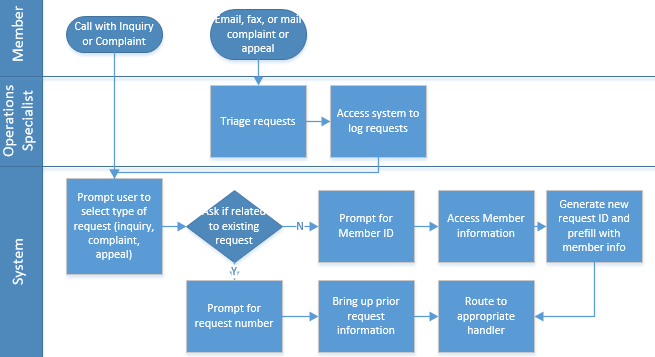 Member
Call with Inquiry
or Complaint
Email, fax, or mail
complaint or
appeal
Operations
Specialist
Triage requests
Access system to
log requests
System
Prompt user to
select type of
request (inquiry,
complaint,
appeal)
Ask if related
to existing
request
N
Prompt for
Member ID
Access Member
information
Generate new
request ID and
prefill with
member info
Y
Prompt for
request number
Bring up prior
request
information
Route to
appropriate
handler